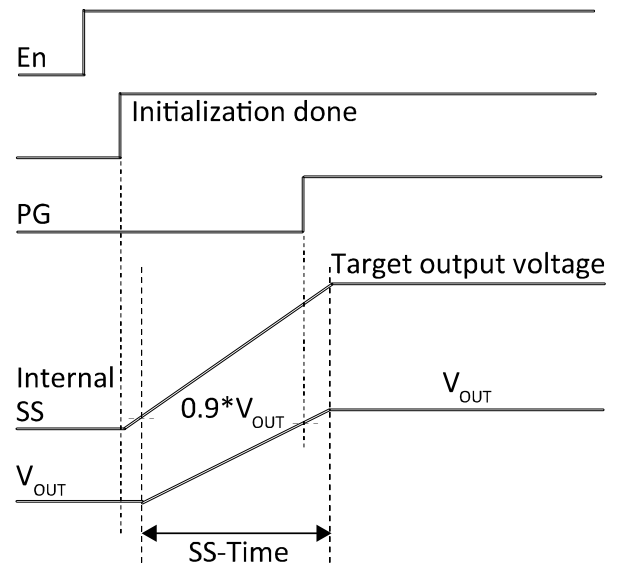 En
Initialization done
PG
Target output voltage
Internal
SS
0.9*VOUT
VOUT
VOUT
SS-Time